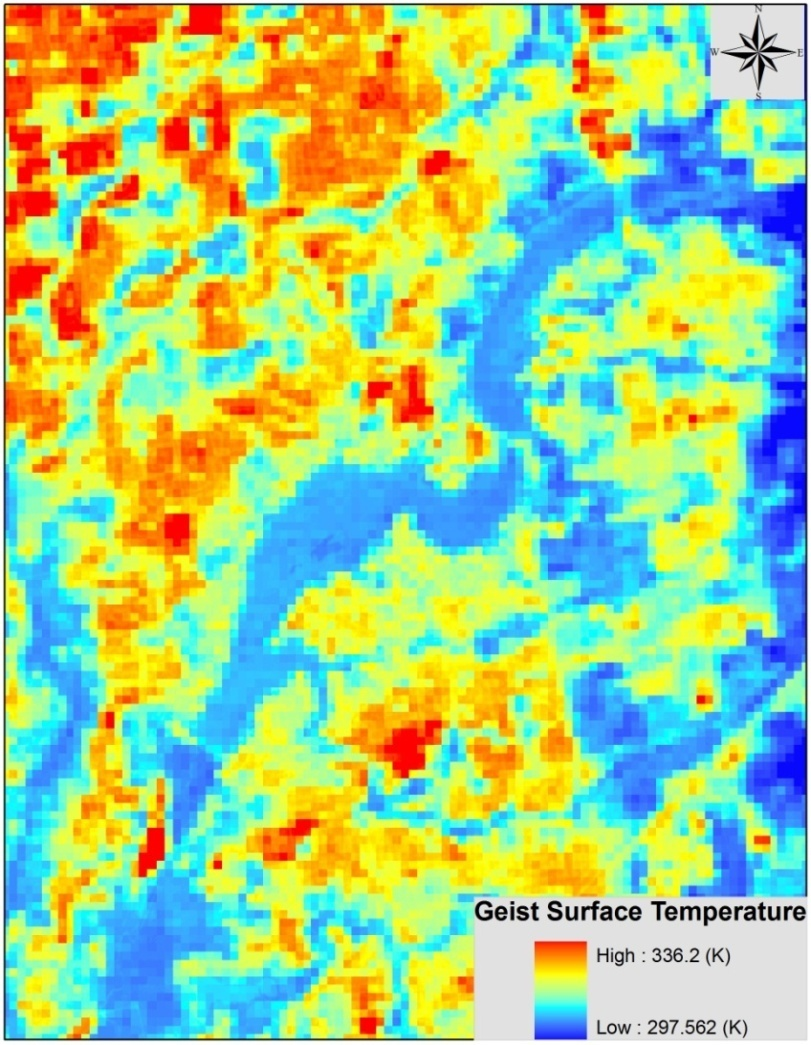 N
W E
S
Geist Surface Temperature
High : 336.2 (K)
Low : 297.562 (K)